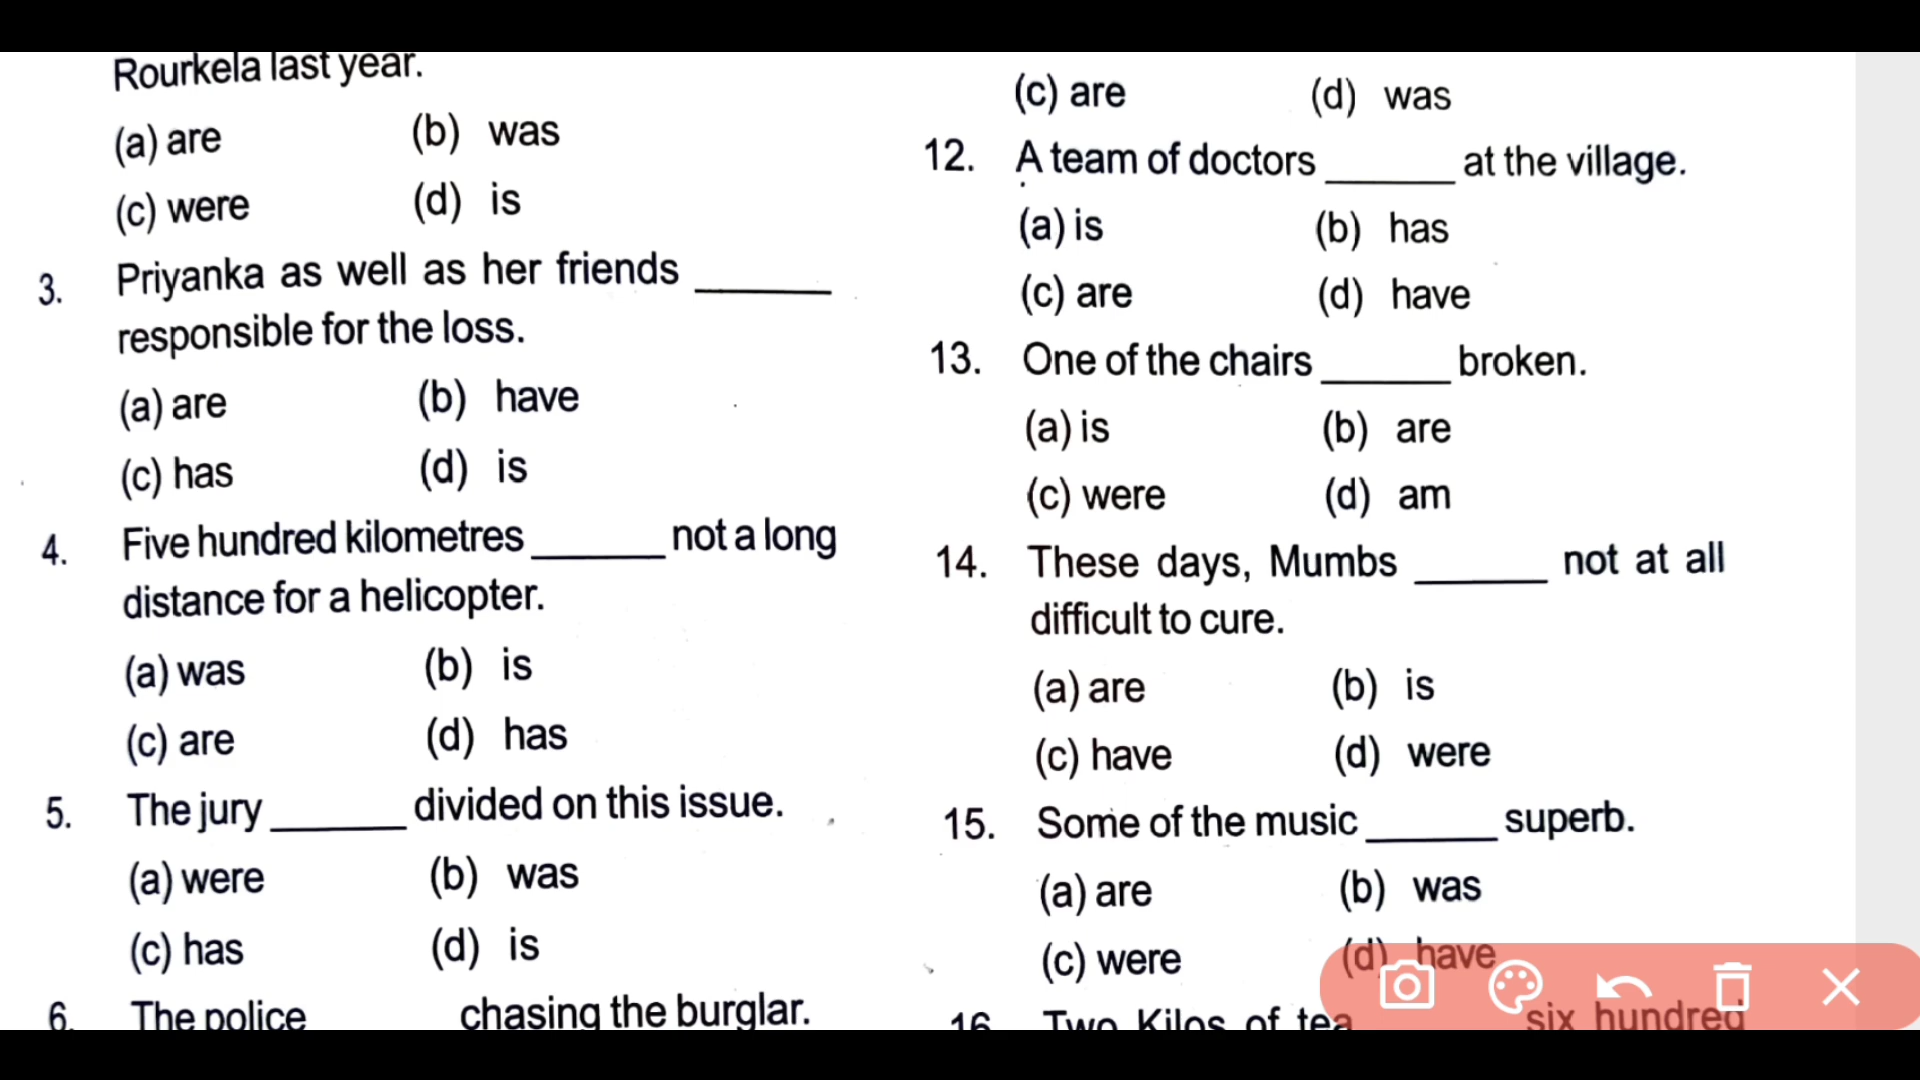 Rourkela last year.
(a) are (b) was
(c) were (d) is
3. Priyanka as well as her friends ______
responsible for the loss.
(a) are (b) have
(c) has (d) is
4. Five hundred kilometres ______ not a long
distance for a helicopter.
(a) was (b) is
(c) are (d) has
5. The jury ______ divided on this issue.
(a) were (b) was
(c) has (d) is
6. The police chasing the burglar.
(c) are (d) was
12. A team of doctors ______ at the village.
(a) is (b) has
(c) are (d) have
13. One of the chairs ______ broken.
(a) is (b) are
(c) were (d) am
14. These days, Mumbs ______ not at all
difficult to cure.
(a) are (b) is
(c) have (d) were
15. Some of the music ______ superb.
(a) are (b) was
(c) were (d) have
16 Two Kilos of tea six hundred